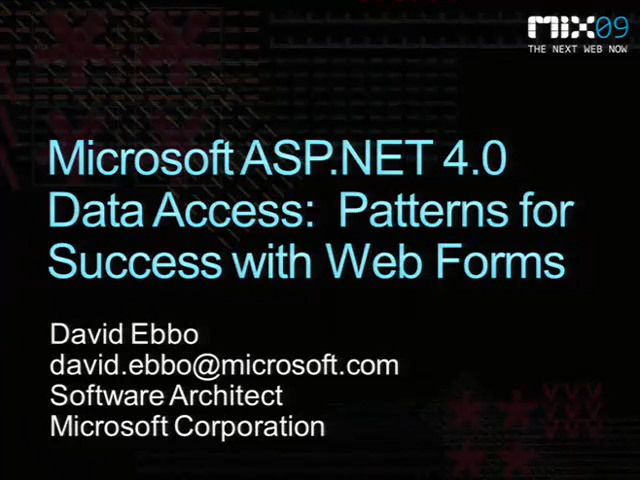 MIX09
THE NEXT WEB NOW
Microsoft ASP.NET 4.0
Data Access: Patterns for
Success with Web Forms
David Ebbo
david.ebbo@microsoft.com
Software Architect
Microsoft Corporation